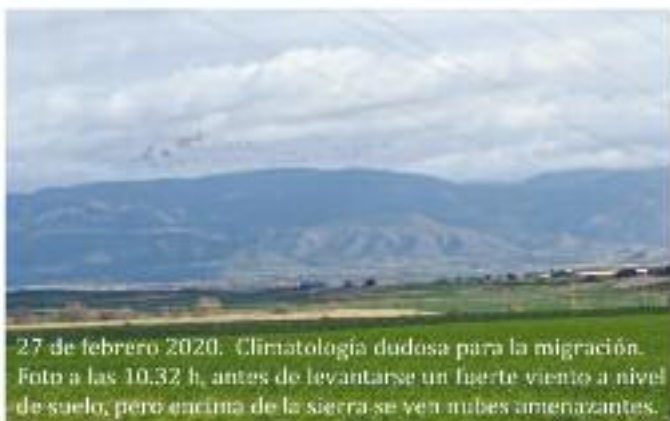 27 de febrero 2020. Climatología dudosa para la migración.
Foto a las 10.32 h, antes de levantarse un fuerte viento a nivel
de suelo, pero encima de la sierra se ven nubes amenazantes.